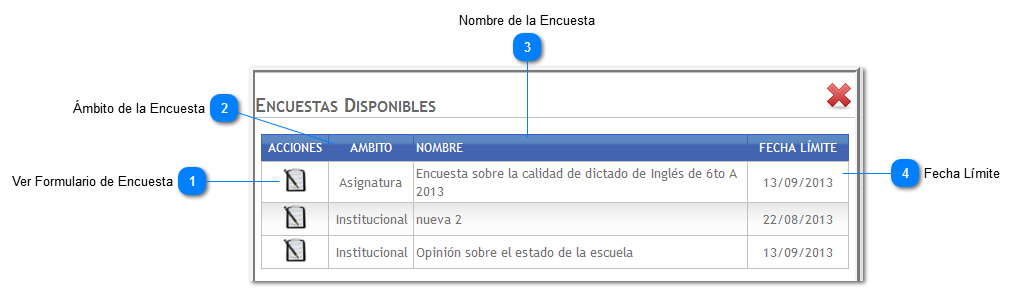 Nombre de la Encuesta
3
Ámbito de la Encuesta
2
ENCUESTAS DISPONIBLES
ACCIONES AMBITO NOMBRE FECHA LÍMITE
Ver Formulario de Encuesta
1
Asignatura
Encuesta sobre la calidad de dictado de Inglés de 6to A
2013
13/09/2013
4
Fecha Límite
Institucional nueva 2 22/08/2013
Institucional Opinión sobre el estado de la escuela 13/09/2013